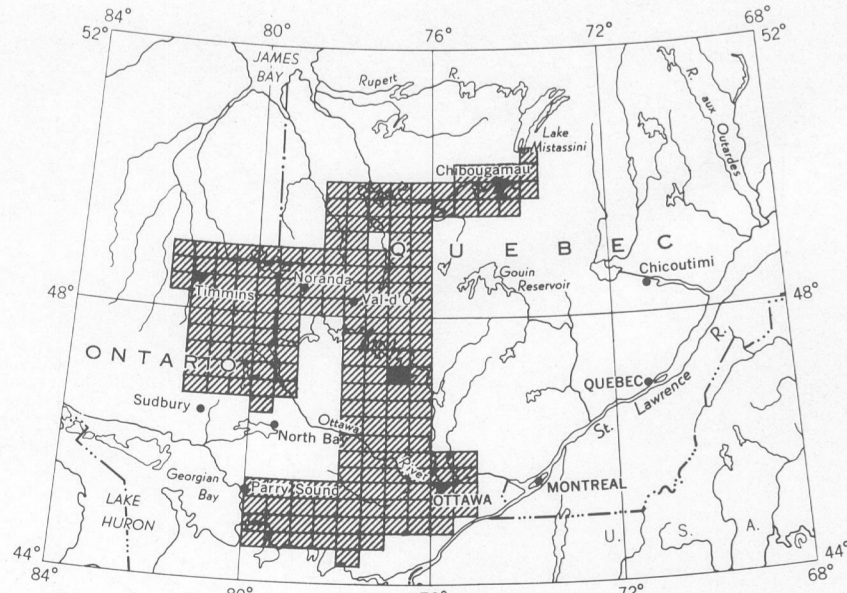 84°
80°
76°
72°
68°
52°
52°
JAMES
BAY
Rupert R.
R. aux Outardes
Lake
Mistassini
Chibougamau
QUEBEC
Gouin
Reservoir
Chicoutimi
Noranda
Timmins
Val-d'O
48°
48°
ONTARIO
QUEBEC
St. Lawrence R.
Sudbury
North Ba
Ottawa River
Georgian
Bay
Parry Sound
OTTAWA
MONTREAL
LAKE
HURON
U. S. A.
44°
44°
84°
80°
76°
72°
68°